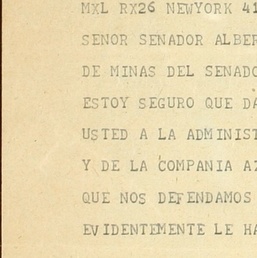 MXL RX26 NEWYORK 41
SENOR SENADOR ALBER
DE MINAS DEL SENADO
ESTOY SEGURO QUE DA
USTED A LA ADMINIST
Y DE LA COMPANIA AZ
QUE NOS DEFENDAMOS
EVIDENTEMENTE LE HA